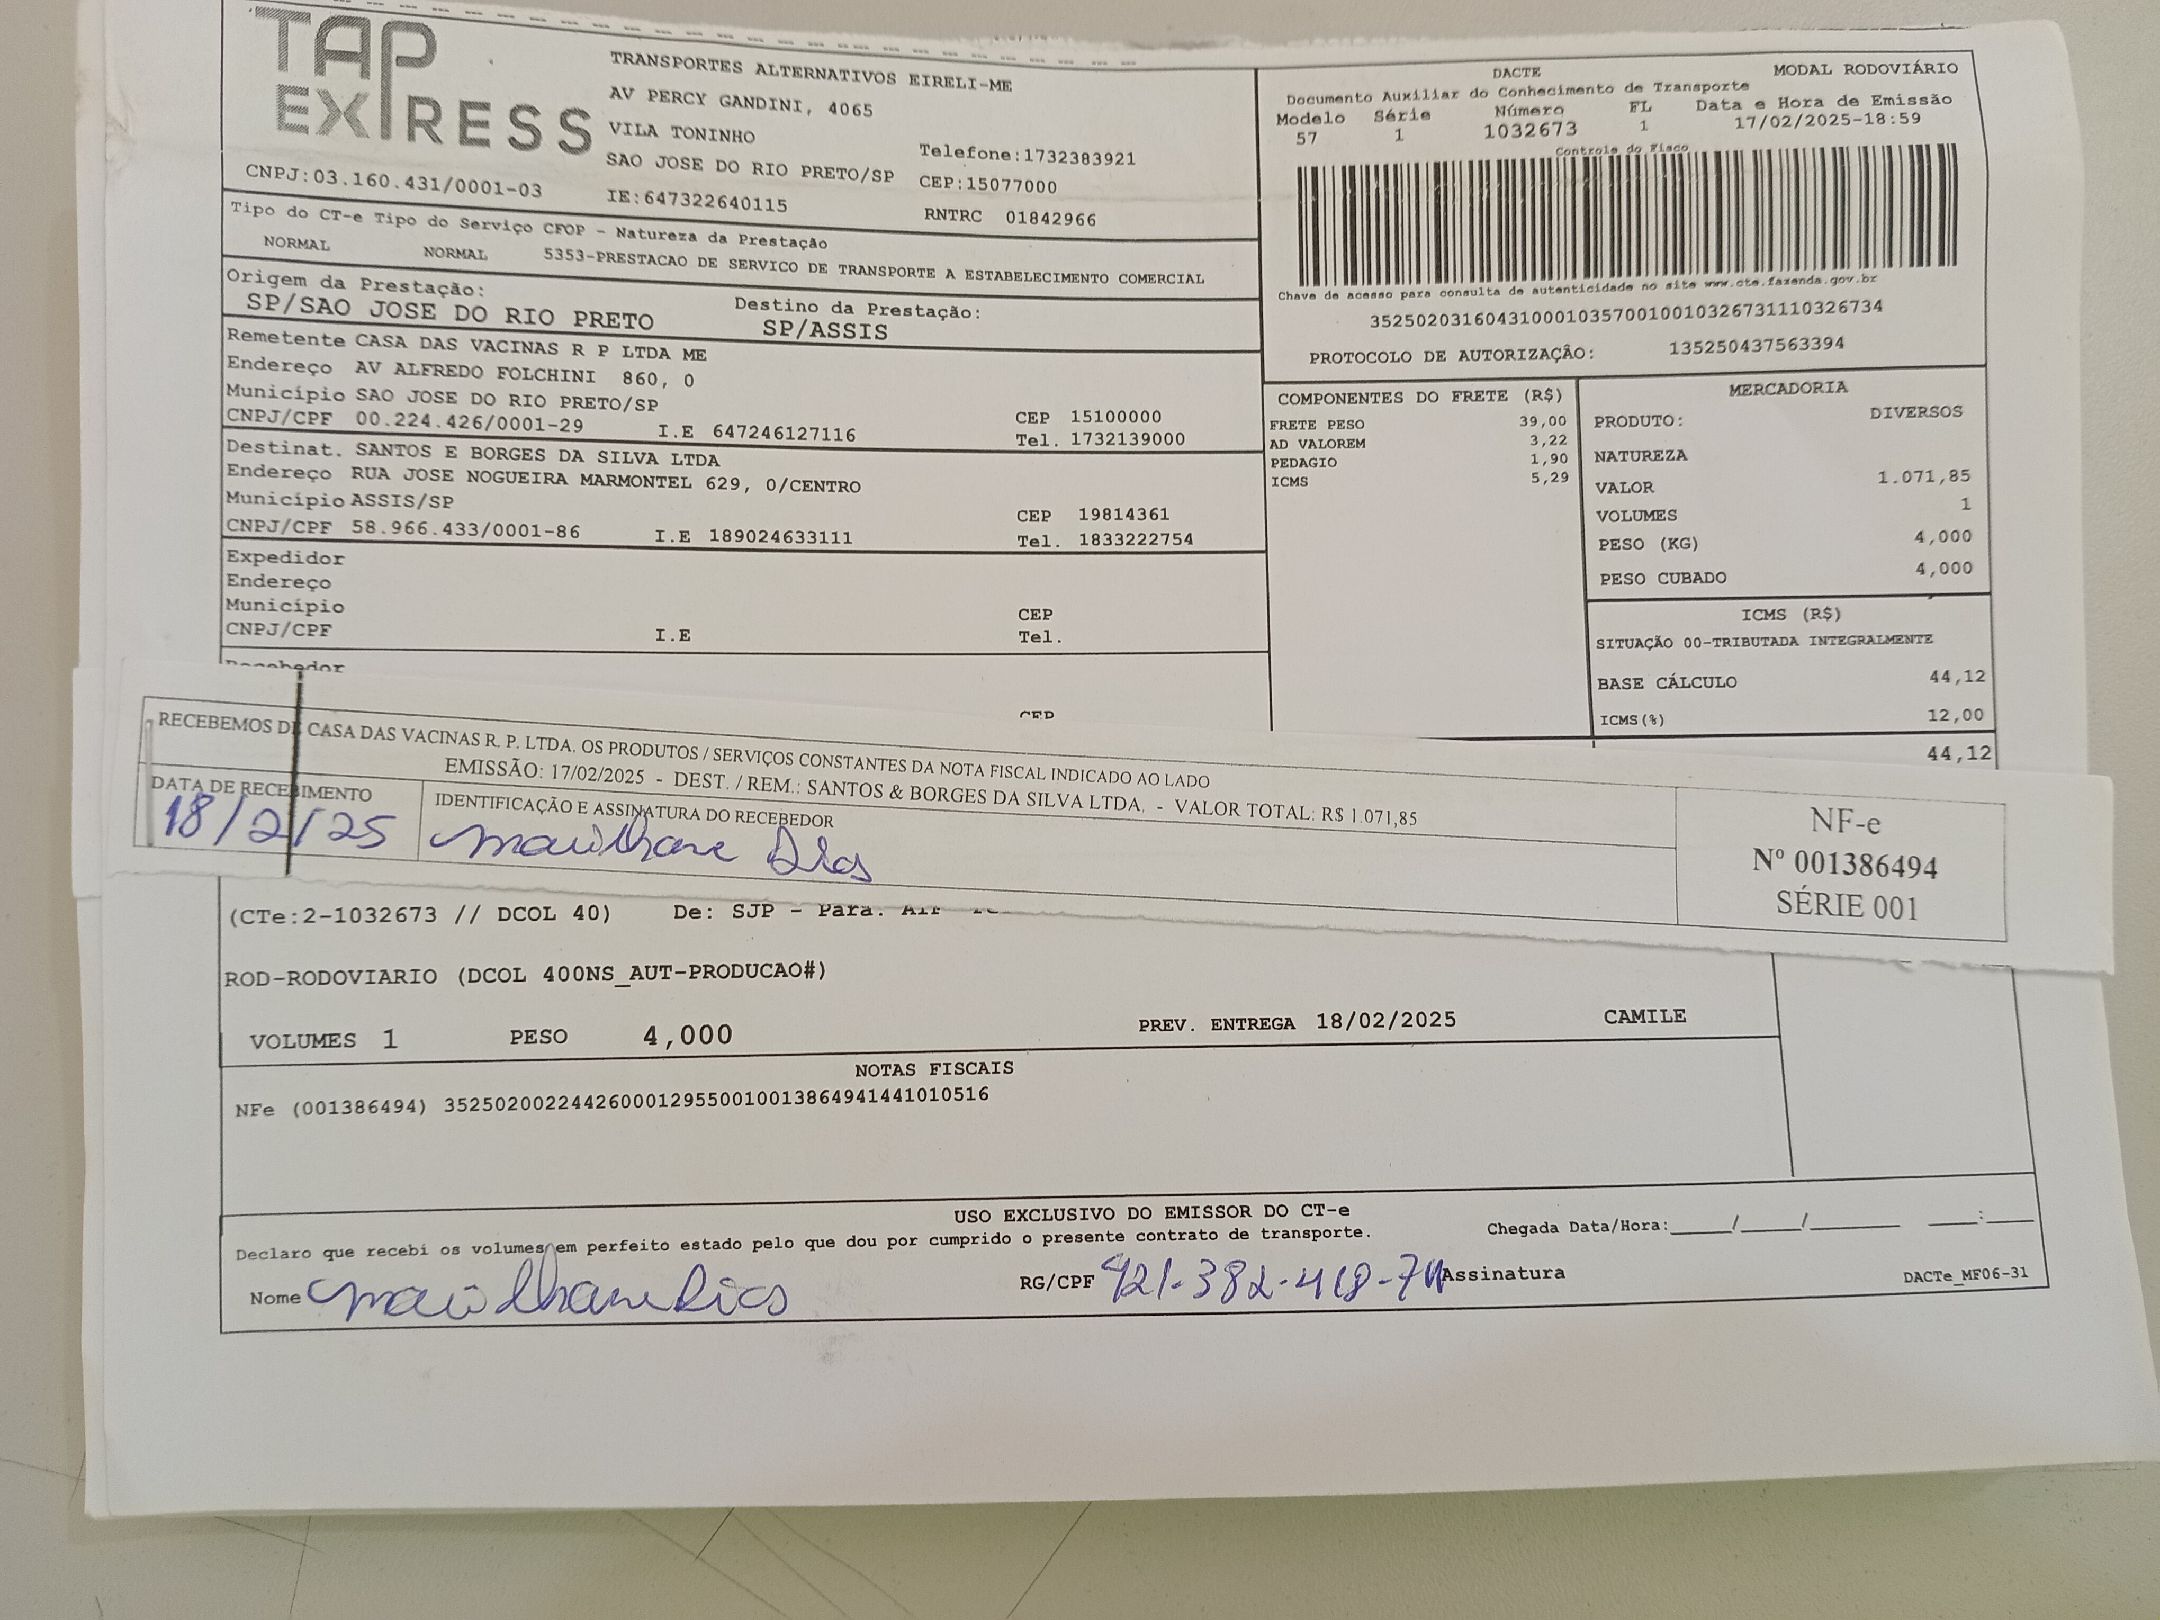 TAP EXPRESS
TRANSPORTES ALTERNATIVOS EIRELI-ME
AV PERCY GANDINI, 4065
VILA TONINHO
SAO JOSE DO RIO PRETO/SP
Telefone:1732383921
CEP:15077000
CNPJ:03.160.431/0001-03
IE:647322640115
RNTRC 01842966
Tipo do CT-e Tipo do Serviço CFOP - Natureza da Prestação
NORMAL NORMAL 5353-PRESTACAO DE SERVICO DE TRANSPORTE A ESTABELECIMENTO COMERCIAL
Origem da Prestação:
SP/SAO JOSE DO RIO PRETO
Destino da Prestação:
SP/ASSIS
Remetente CASA DAS VACINAS R P LTDA ME
Endereço AV ALFREDO FOLCHINI 860, 0
Município SAO JOSE DO RIO PRETO/SP CEP 15100000
CNPJ/CPF 00.224.426/0001-29 I.E 647246127116 Tel. 1732139000
Destinat. SANTOS E BORGES DA SILVA LTDA
Endereço RUA JOSE NOGUEIRA MARMONTEL 629, 0/CENTRO
Município ASSIS/SP CEP 19814361
CNPJ/CPF 58.966.433/0001-86 I.E 189024633111 Tel. 1833222754
Expedidor
Endereço
Município CEP
CNPJ/CPF I.E Tel.
Recebedor
CEP
DACTE MODAL RODOVIÁRIO
Documento Auxiliar do Conhecimento de Transporte
Modelo Série Número FL Data e Hora de Emissão
57 1 1032673 1 17/02/2025-18:59
Controle do Fisco
Chave de acesso para consulta de autenticidade no site www.cte.fazenda.gov.br
35250203160431000103570010010326731110326734
PROTOCOLO DE AUTORIZAÇÃO: 135250437563394
COMPONENTES DO FRETE (R$)
FRETE PESO 39,00
AD VALOREM 3,22
PEDAGIO 1,90
ICMS 5,29
MERCADORIA
PRODUTO: DIVERSOS
NATUREZA
VALOR 1.071,85
VOLUMES 1
PESO (KG) 4,000
PESO CUBADO 4,000
ICMS (R$)
SITUAÇÃO 00-TRIBUTADA INTEGRALMENTE
BASE CÁLCULO 44,12
ICMS(%) 12,00
44,12
RECEBEMOS DE CASA DAS VACINAS R. P. LTDA. OS PRODUTOS / SERVIÇOS CONSTANTES DA NOTA FISCAL INDICADO AO LADO
EMISSÃO: 17/02/2025 - DEST. / REM.: SANTOS & BORGES DA SILVA LTDA, - VALOR TOTAL: R$ 1.071,85
DATA DE RECEBIMENTO
18/2/25
IDENTIFICAÇÃO E ASSINATURA DO RECEBEDOR
NF-e
Nº 001386494
SÉRIE 001
(CTe:2-1032673 // DCOL 40) De: SJP - Para:
ROD-RODOVIARIO (DCOL 400NS_AUT-PRODUCAO#)
VOLUMES 1 PESO 4,000 PREV. ENTREGA 18/02/2025 CAMILE
NOTAS FISCAIS
NFe (001386494) 35250200224426000129550010013864941441010516
USO EXCLUSIVO DO EMISSOR DO CT-e
Declaro que recebi os volumes em perfeito estado pelo que dou por cumprido o presente contrato de transporte.
Chegada Data/Hora:____/____/______ ___:___
Nome
RG/CPF
Assinatura
DACTe_MF06-31